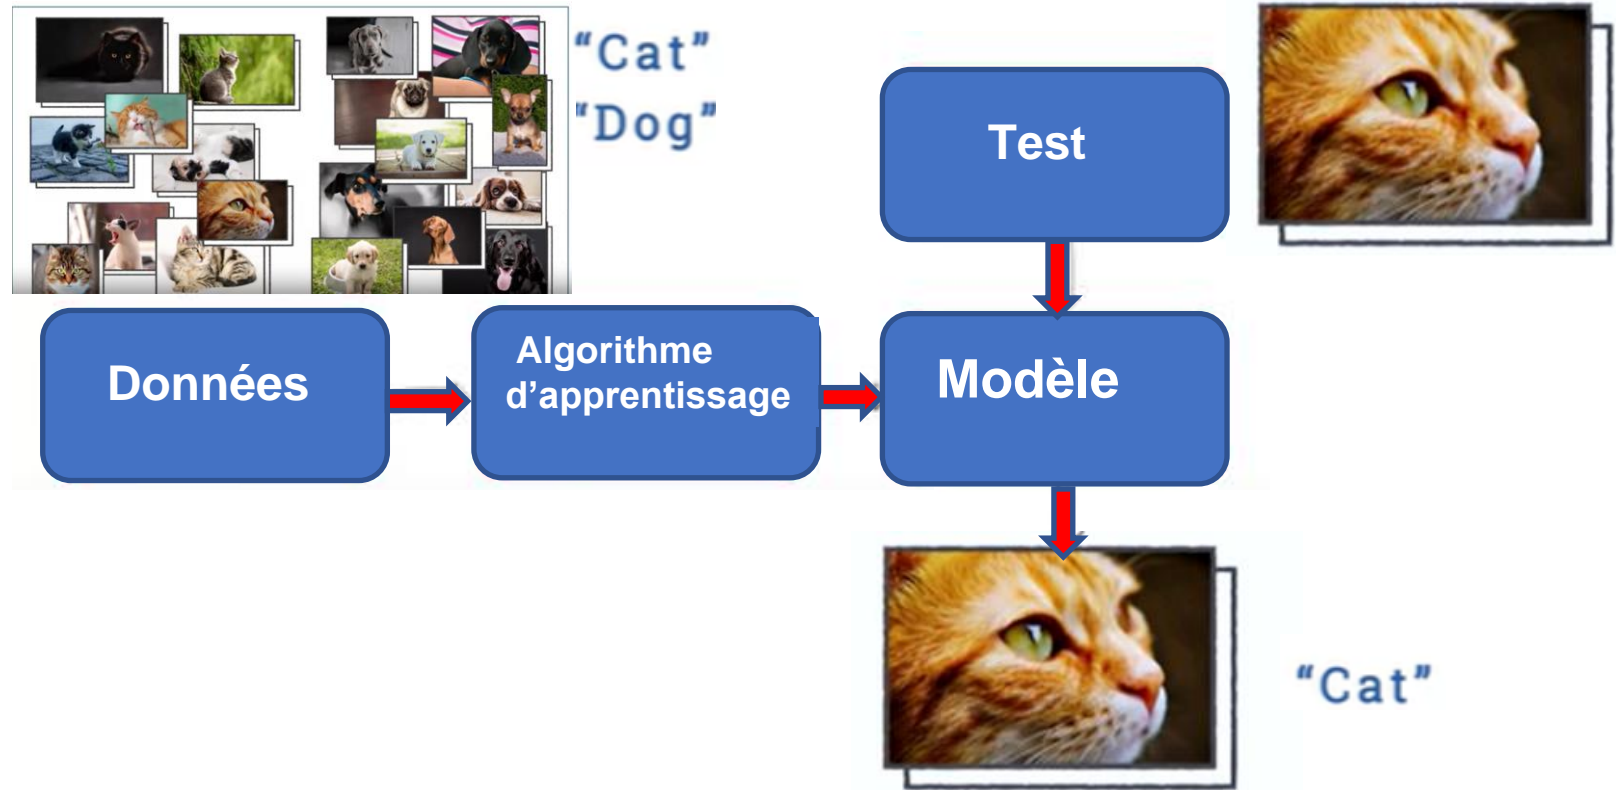 “Cat”
“Dog”
Test
Données
Algorithme
d’apprentissage
Modèle
“Cat”